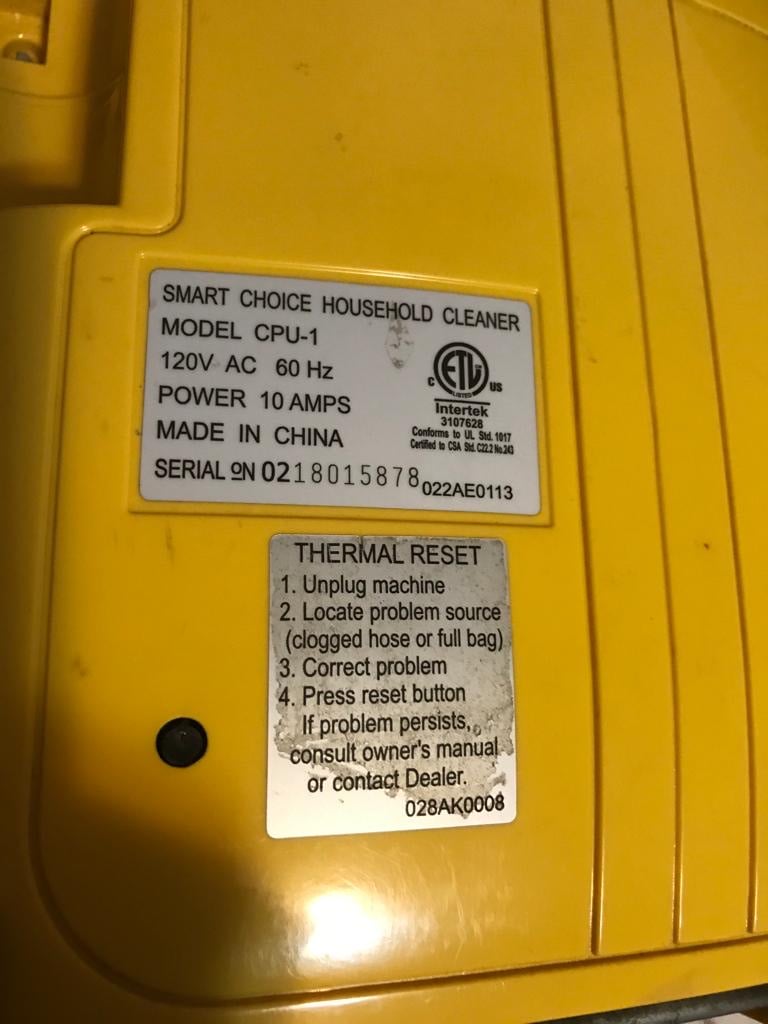 SMART CHOICE HOUSEHOLD CLEANER
MODEL CPU-1
120V AC 60 Hz
POWER 10 AMPS
MADE IN CHINA
SERIAL ºN 0218015878
022AE0113
C ETL US
LISTED
Intertek
3107628
Conforms to UL Std. 1017
Certified to CSA Std. C22.2 No.243
THERMAL RESET
1. Unplug machine
2. Locate problem source
(clogged hose or full bag)
3. Correct problem
4. Press reset button
If problem persists,
consult owner's manual
or contact Dealer.
028AK0008